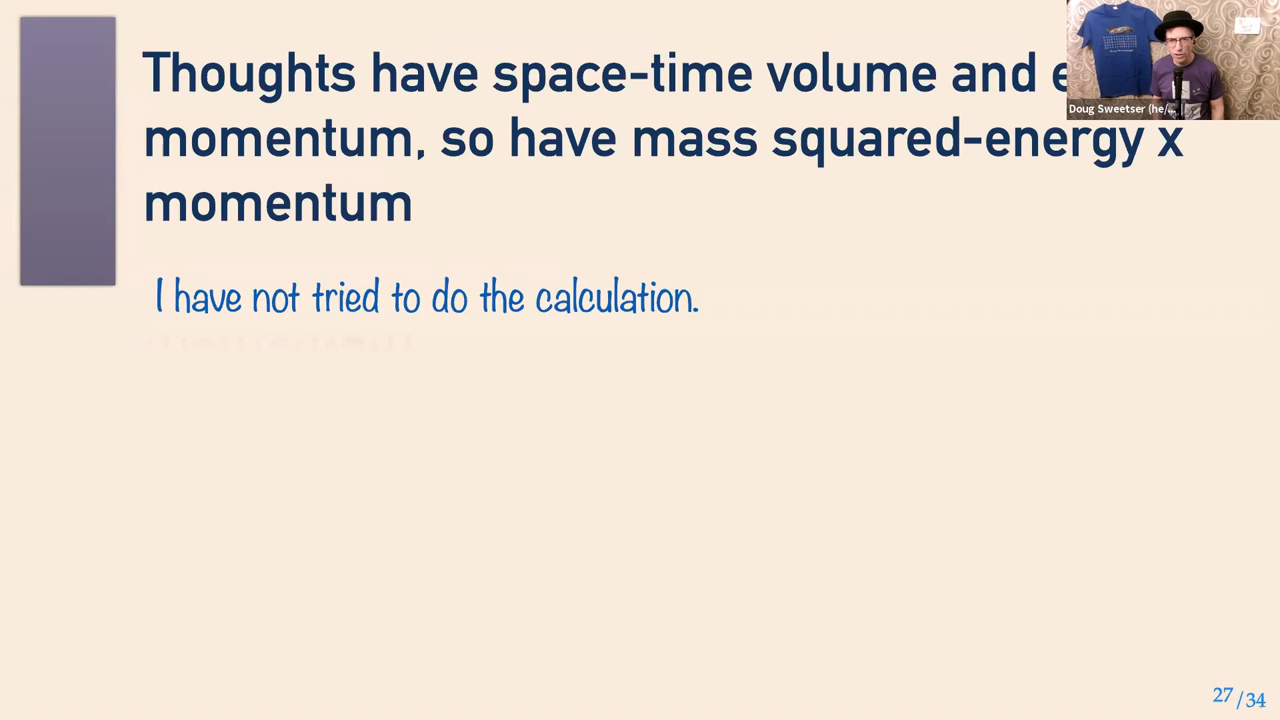 Thoughts have space-time volume and
momentum, so have mass squared-energy x
momentum
Doug Sweetser (he/...
I have not tried to do the calculation.
27/34